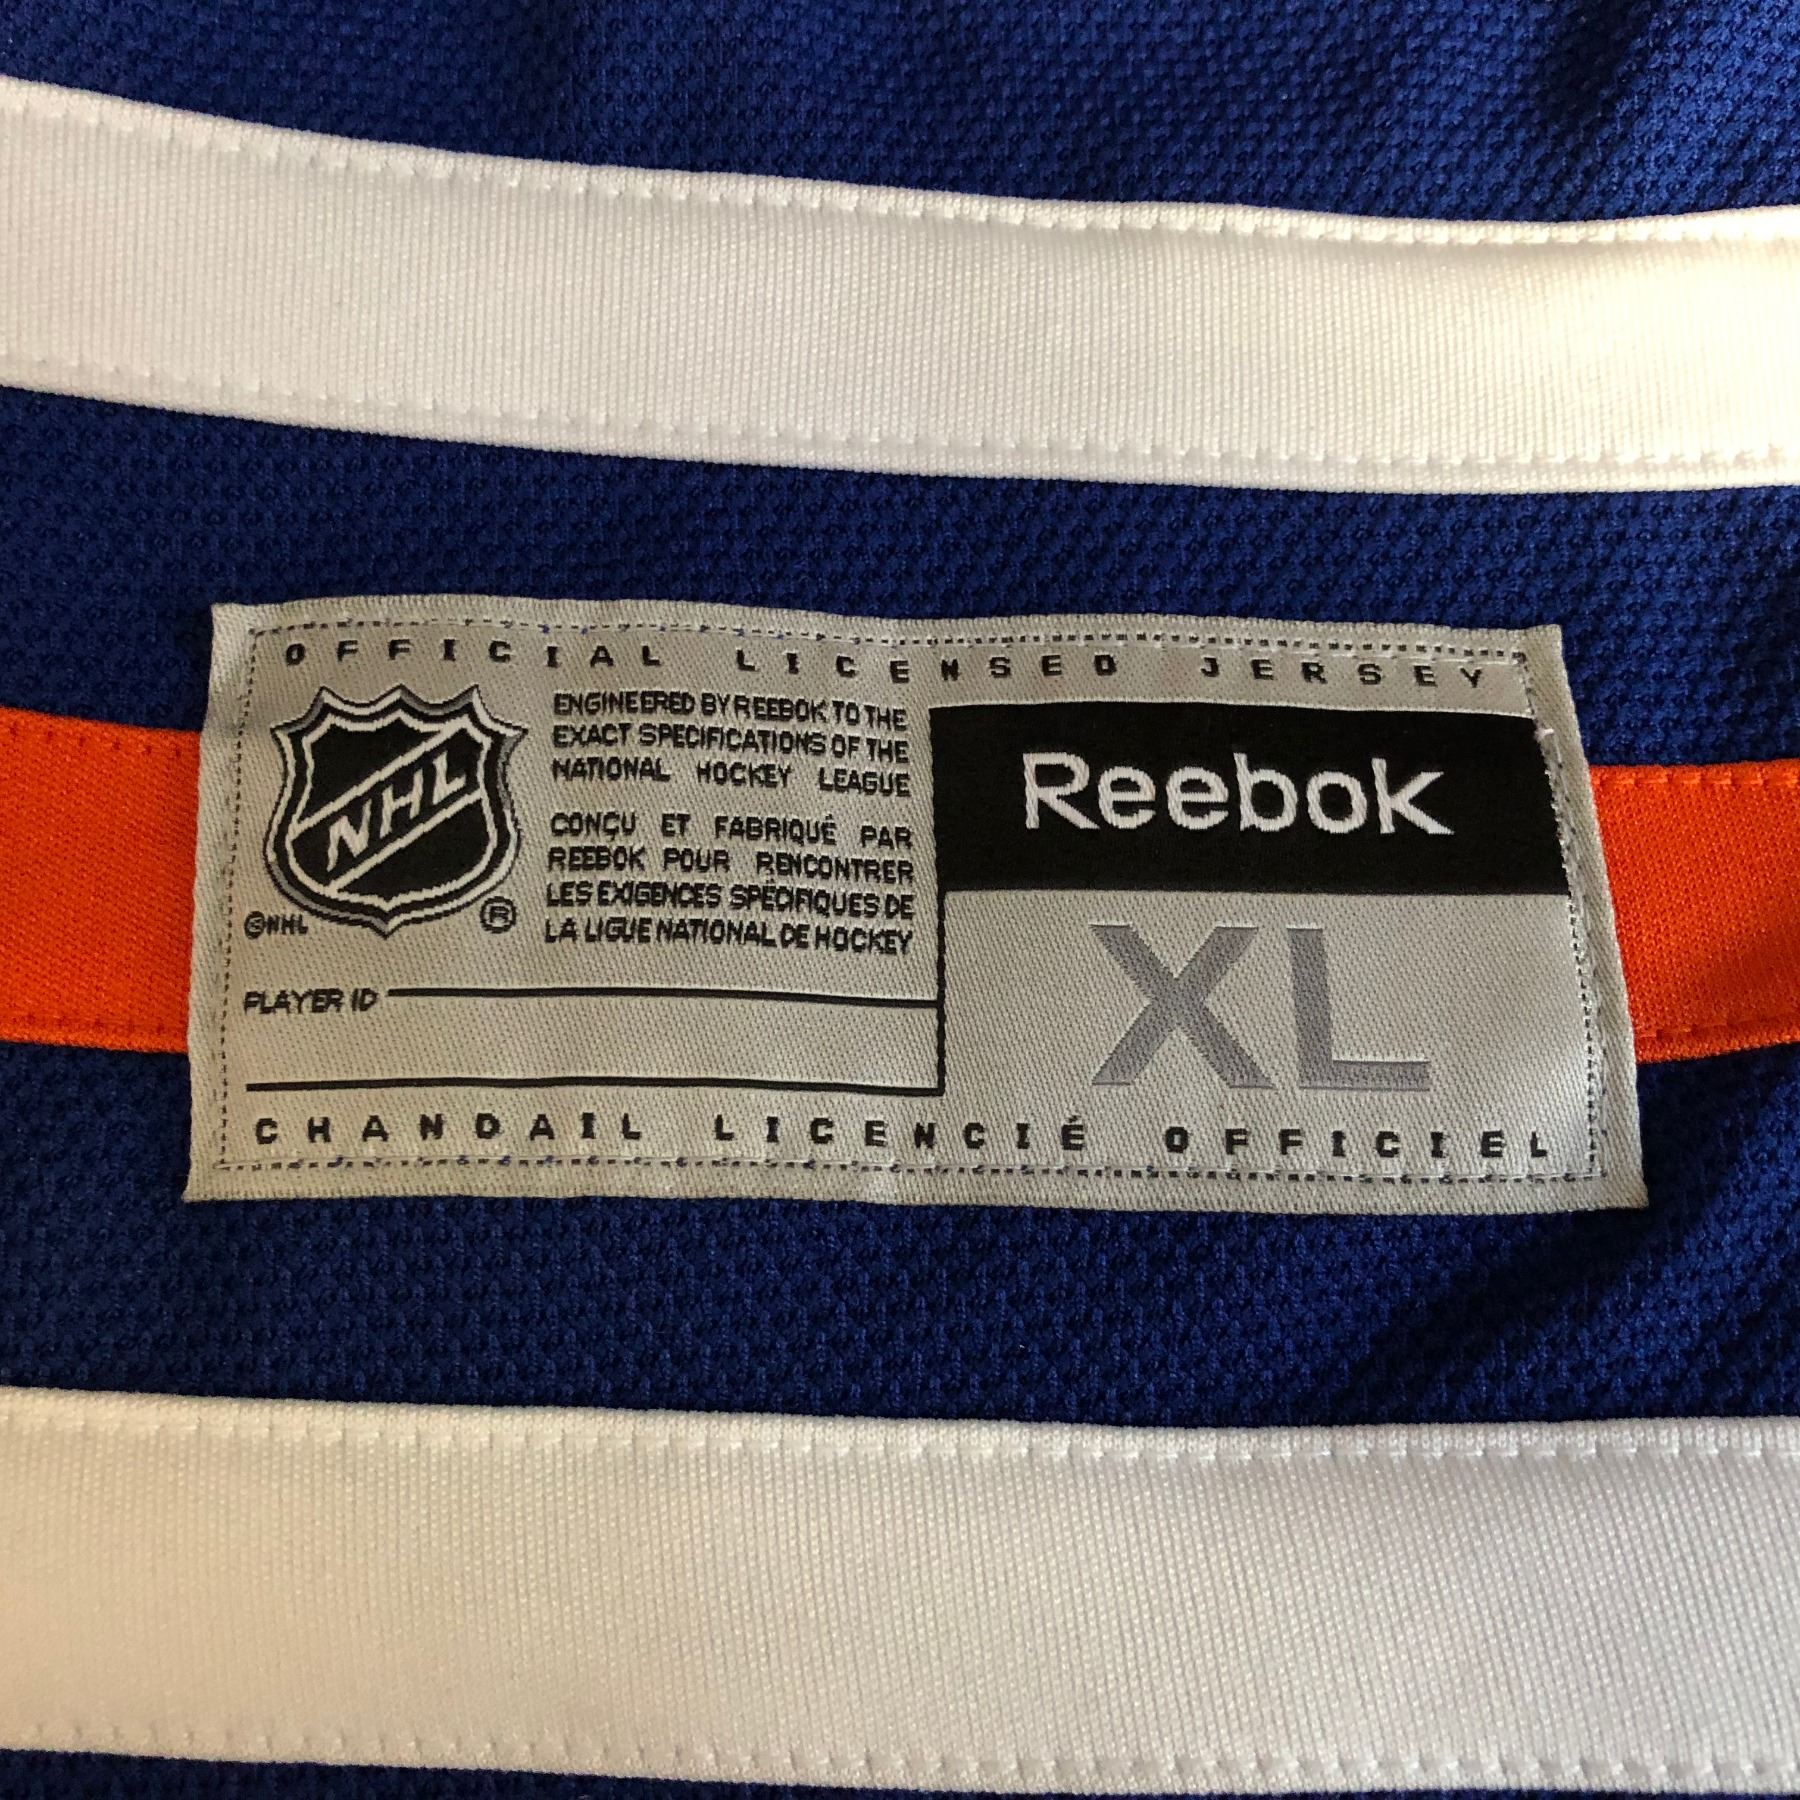 OFFICIAL LICENSED JERSEY
NHL
©NHL
®
ENGINEERED BY REEBOK TO THE
EXACT SPECIFICATIONS OF THE
NATIONAL HOCKEY LEAGUE
CONÇU ET FABRIQUÉ PAR
REEBOK POUR RENCONTRER
LES EXIGENCES SPÉCIFIQUES DE
LA LIGUE NATIONAL DE HOCKEY
Reebok
XL
PLAYER ID
CHANDAIL LICENCIÉ OFFICIEL